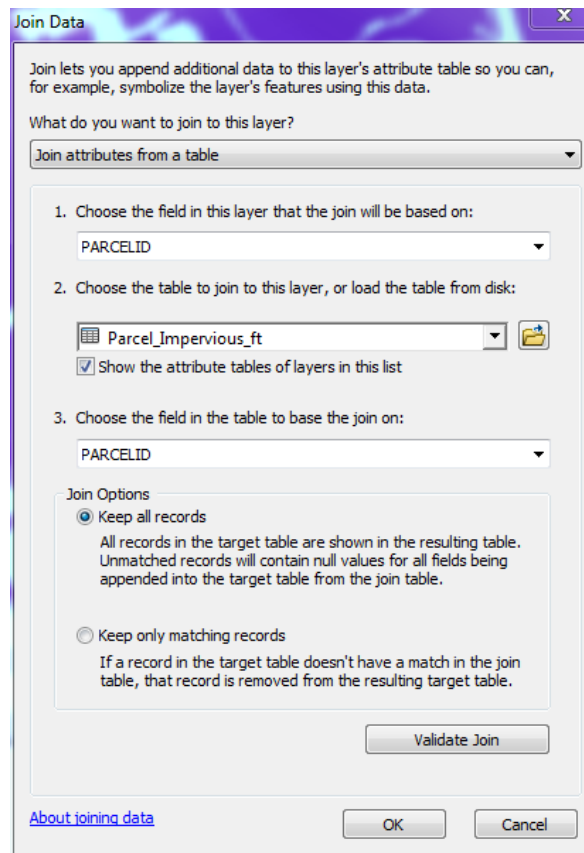 Join Data
x
Join lets you append additional data to this layer's attribute table so you can,
for example, symbolize the layer's features using this data.
What do you want to join to this layer?
Join attributes from a table
1. Choose the field in this layer that the join will be based on:
PARCELID
2. Choose the table to join to this layer, or load the table from disk:
Parcel_Impervious_ft
Show the attribute tables of layers in this list
3. Choose the field in the table to base the join on:
PARCELID
Join Options
Keep all records
All records in the target table are shown in the resulting table.
Unmatched records will contain null values for all fields being
appended into the target table from the join table.
Keep only matching records
If a record in the target table doesn't have a match in the join
table, that record is removed from the resulting target table.
Validate Join
About joining data
OK
Cancel